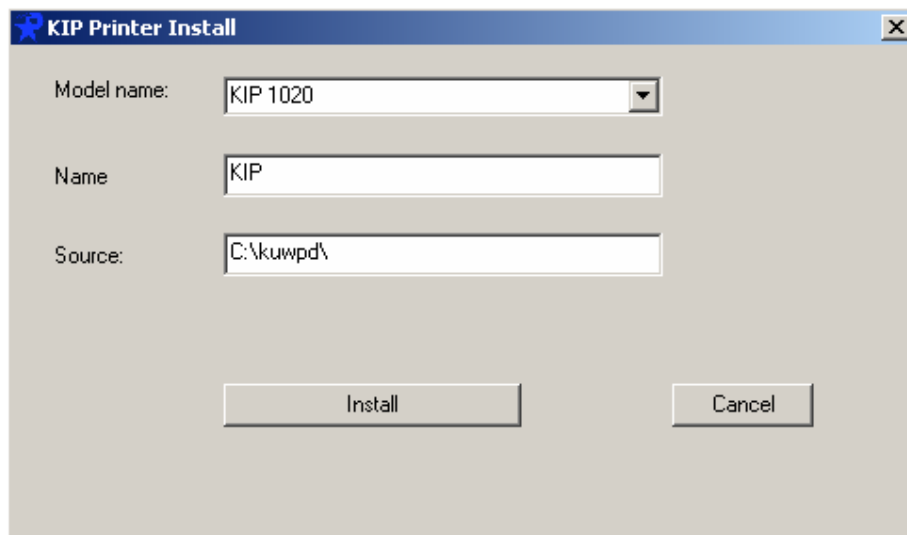 KIP Printer Install
Model name: KIP 1020
Name KIP
Source: C:\kuwpd\
Install Cancel